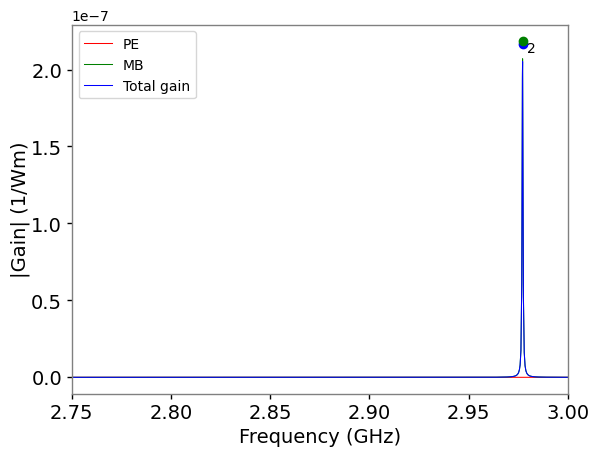 1e−7
PE
MB
Total gain
2
2.0
1.5
1.0
0.5
0.0
|Gain| (1/Wm)
2.75 2.80 2.85 2.90 2.95 3.00
Frequency (GHz)